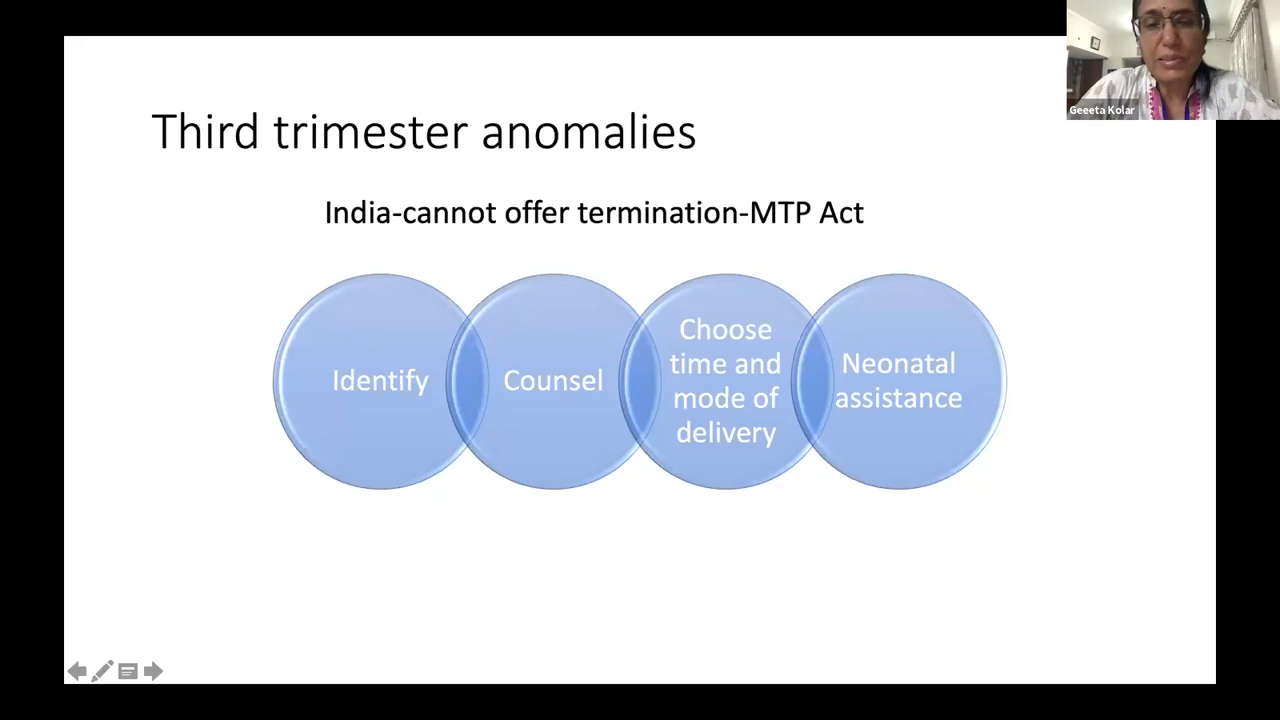 Geeeta Kolar
Third trimester anomalies
India-cannot offer termination-MTP Act
Identify
Counsel
Choose
time and
mode of
delivery
Neonatal
assistance